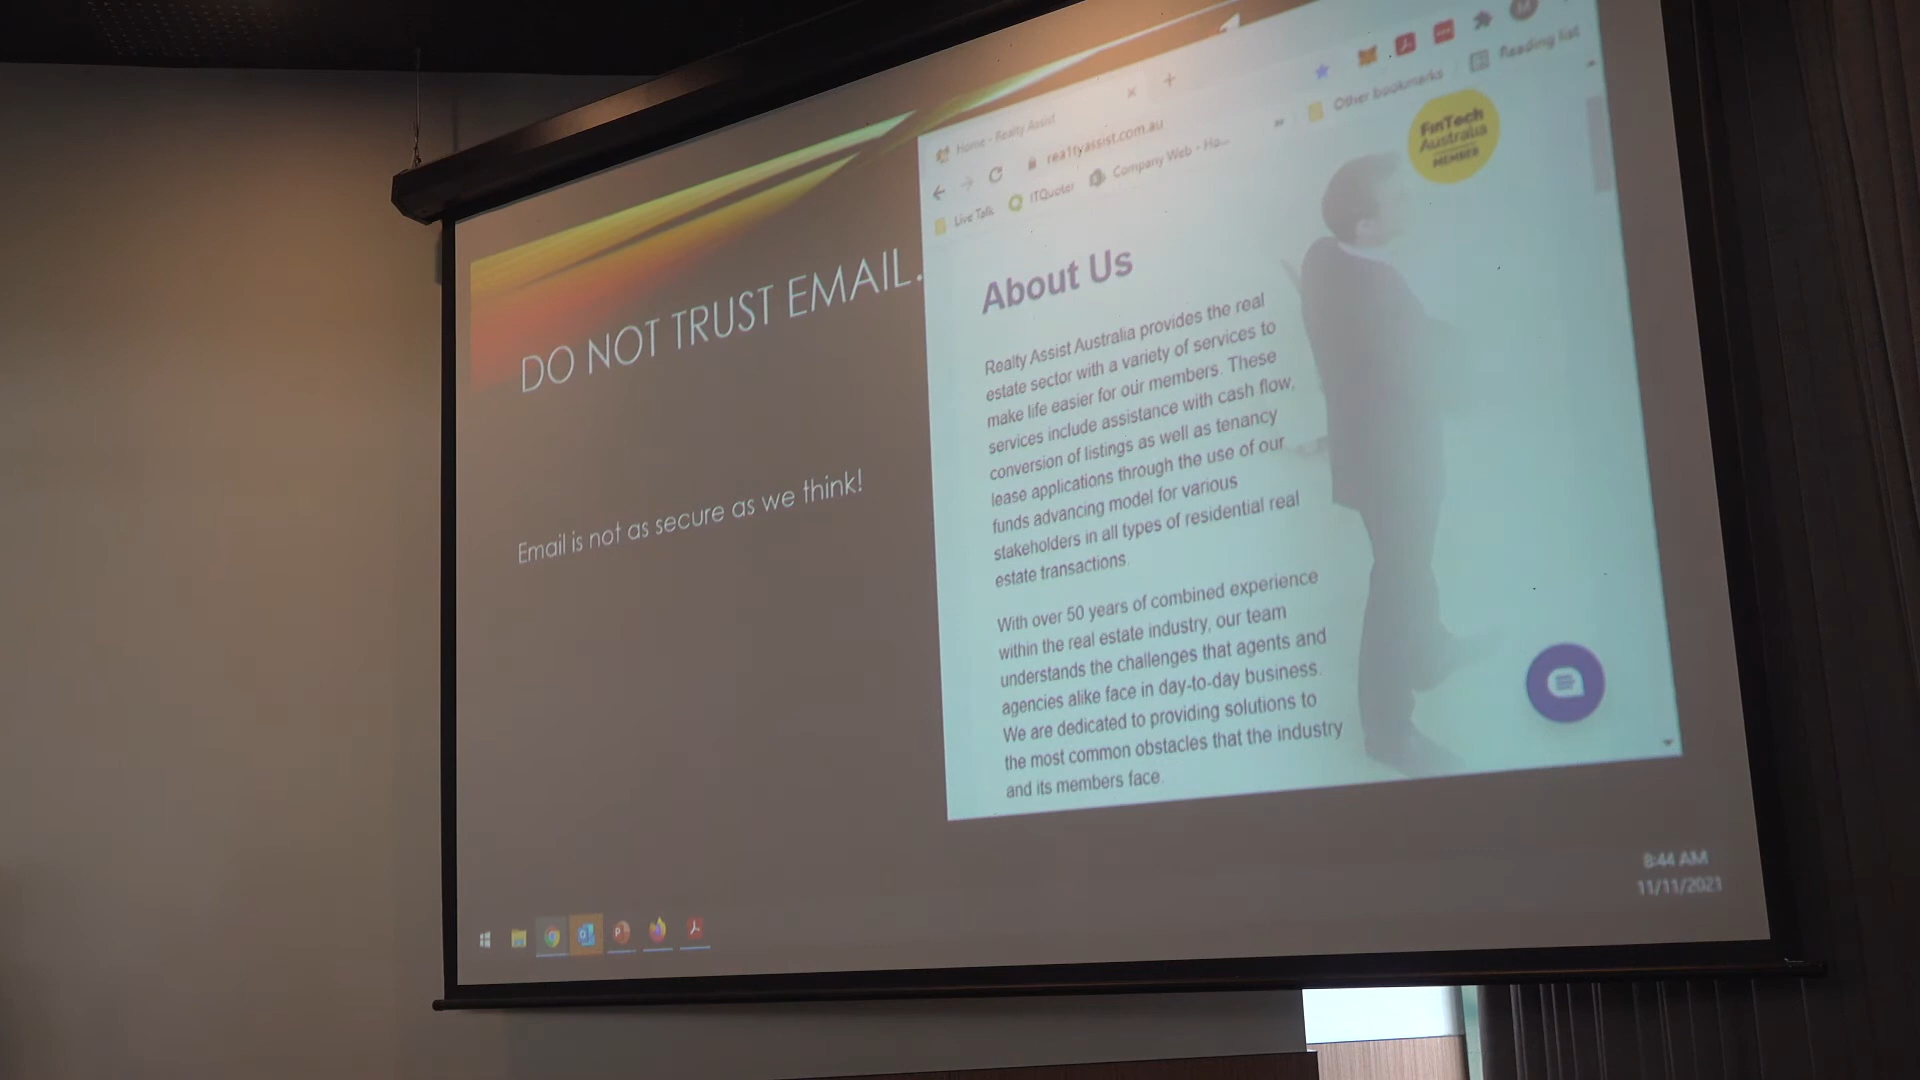 DO NOT TRUST EMAIL.
Email is not as secure as we think!
Home - Realty Assist
rea1tyassist.com.au
Other bookmarks
Reading list
Live Talk
ITQuoter
Company Web - Ho...
FinTech
Australia
MEMBER
About Us
Realty Assist Australia provides the real
estate sector with a variety of services to
make life easier for our members. These
services include assistance with cash flow,
conversion of listings as well as tenancy
lease applications through the use of our
funds advancing model for various
stakeholders in all types of residential real
estate transactions.
With over 50 years of combined experience
within the real estate industry, our team
understands the challenges that agents and
agencies alike face in day-to-day business.
We are dedicated to providing solutions to
the most common obstacles that the industry
and its members face.
8:44 AM
11/11/2021